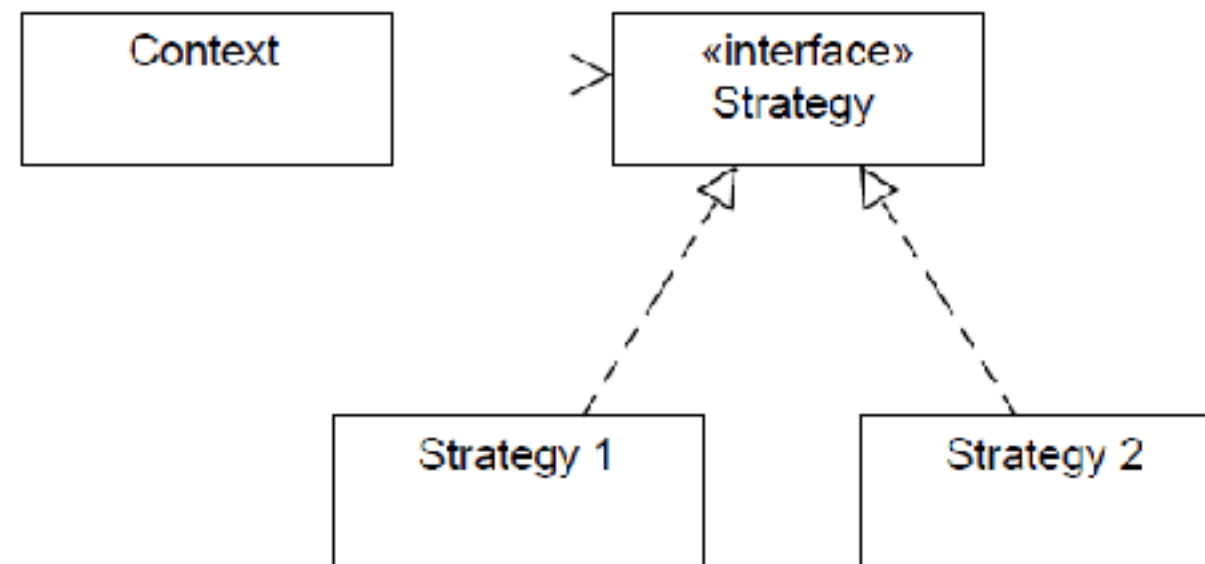 Context
«interface»
Strategy
Strategy 1
Strategy 2